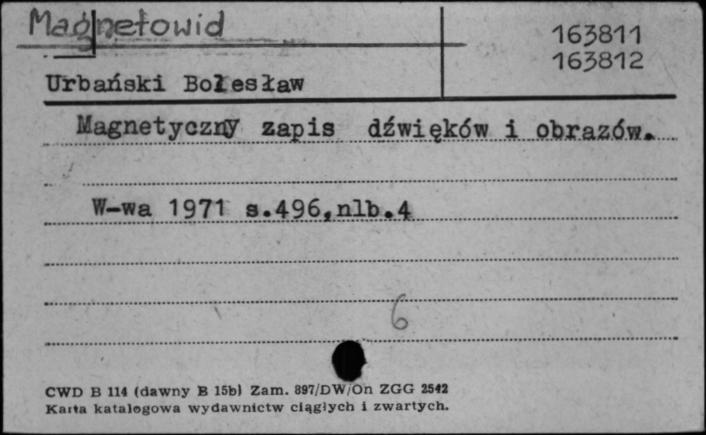 Magnetowid
163811
163812
Urbański Bolesław
Magnetyczny zapis dźwięków i obrazów.
W-wa 1971 s.496,nlb.4
6
CWD B 114 (dawny B 15b) Zam. 897/DW/On ZGG 2542
Karta katalogowa wydawnictw ciągłych i zwartych.